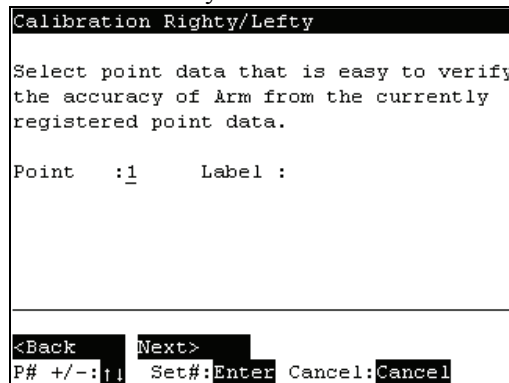 Calibration Righty/Lefty
Select point data that is easy to verify
the accuracy of Arm from the currently
registered point data.
Point :1 Label :
<Back Next>
P# +/-:↑↓ Set#:Enter Cancel:Cancel